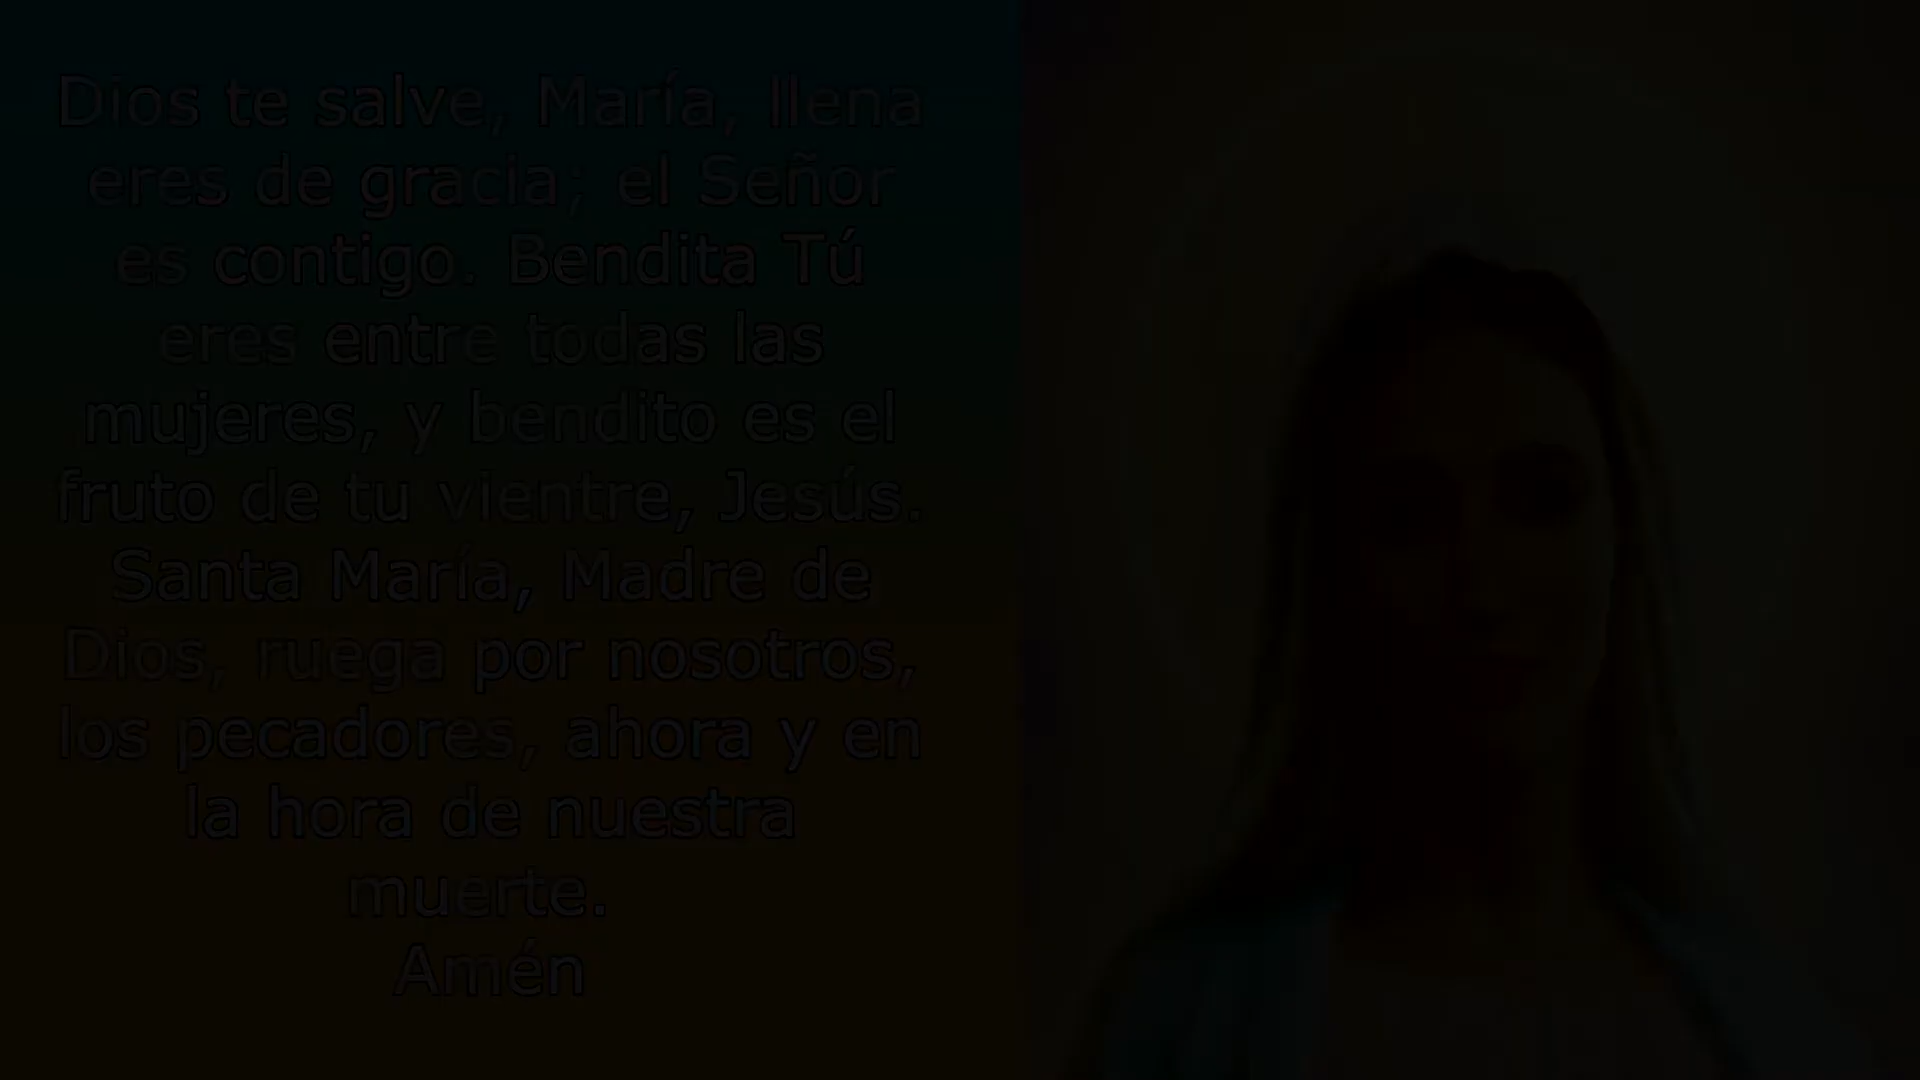 Dios te salve, María, llena
eres de gracia; el Señor
es contigo. Bendita Tú
eres entre todas las
mujeres, y bendito es el
fruto de tu vientre, Jesús.
Santa María, Madre de
Dios, ruega por nosotros,
los pecadores, ahora y en
la hora de nuestra
muerte.
Amén